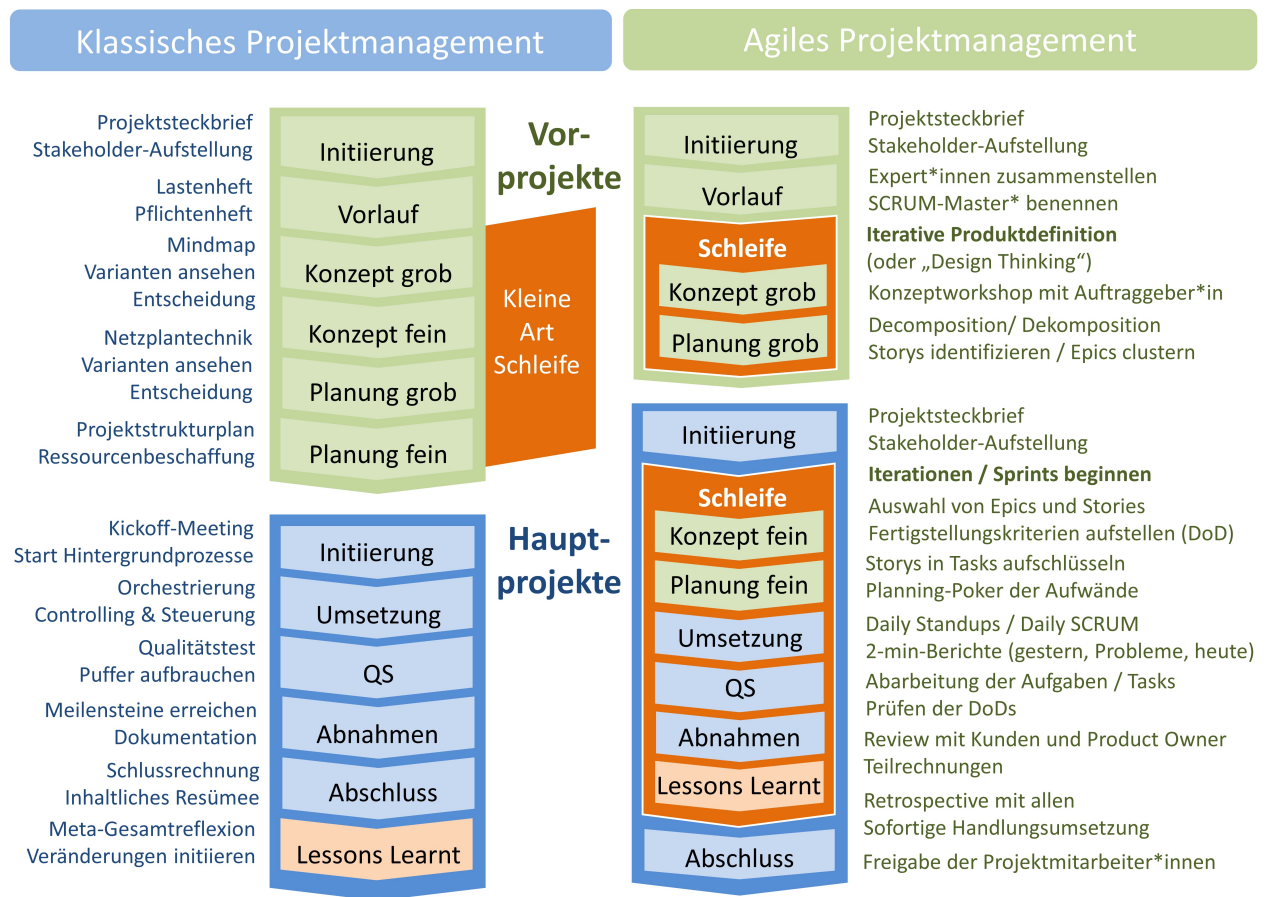 Klassisches Projektmanagement
Agiles Projektmanagement
Vor-
projekte
Projektsteckbrief
Stakeholder-Aufstellung
Initiierung
Lastenheft
Pflichtenheft
Vorlauf
Mindmap
Varianten ansehen
Entscheidung
Konzept grob
Netzplantechnik
Varianten ansehen
Entscheidung
Konzept fein
Planung grob
Projektstrukturplan
Ressourcenbeschaffung
Planung fein
Kleine
Art
Schleife
Haupt-
projekte
Kickoff-Meeting
Start Hintergrundprozesse
Initiierung
Orchestrierung
Controlling & Steuerung
Umsetzung
Qualitätstest
Puffer aufbrauchen
QS
Meilensteine erreichen
Dokumentation
Abnahmen
Schlussrechnung
Inhaltliches Resümee
Abschluss
Meta-Gesamtreflexion
Veränderungen initiieren
Lessons Learnt
Initiierung
Projektsteckbrief
Stakeholder-Aufstellung
Vorlauf
Expert*innen zusammenstellen
SCRUM-Master* benennen
Schleife
Iterative Produktdefinition
(oder „Design Thinking“)
Konzept grob
Konzeptworkshop mit Auftraggeber*in
Planung grob
Decomposition/ Dekomposition
Storys identifizieren / Epics clustern
Initiierung
Projektsteckbrief
Stakeholder-Aufstellung
Schleife
Iterationen / Sprints beginnen
Konzept fein
Auswahl von Epics und Stories
Fertigstellungskriterien aufstellen (DoD)
Planung fein
Storys in Tasks aufschlüsseln
Planning-Poker der Aufwände
Umsetzung
Daily Standups / Daily SCRUM
2-min-Berichte (gestern, Probleme, heute)
QS
Abarbeitung der Aufgaben / Tasks
Prüfen der DoDs
Abnahmen
Review mit Kunden und Product Owner
Teilrechnungen
Lessons Learnt
Retrospective mit allen
Sofortige Handlungsumsetzung
Abschluss
Freigabe der Projektmitarbeiter*innen